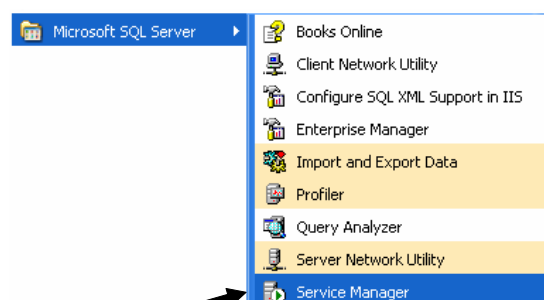 Microsoft SQL Server
Books Online
Client Network Utility
Configure SQL XML Support in IIS
Enterprise Manager
Import and Export Data
Profiler
Query Analyzer
Server Network Utility
Service Manager